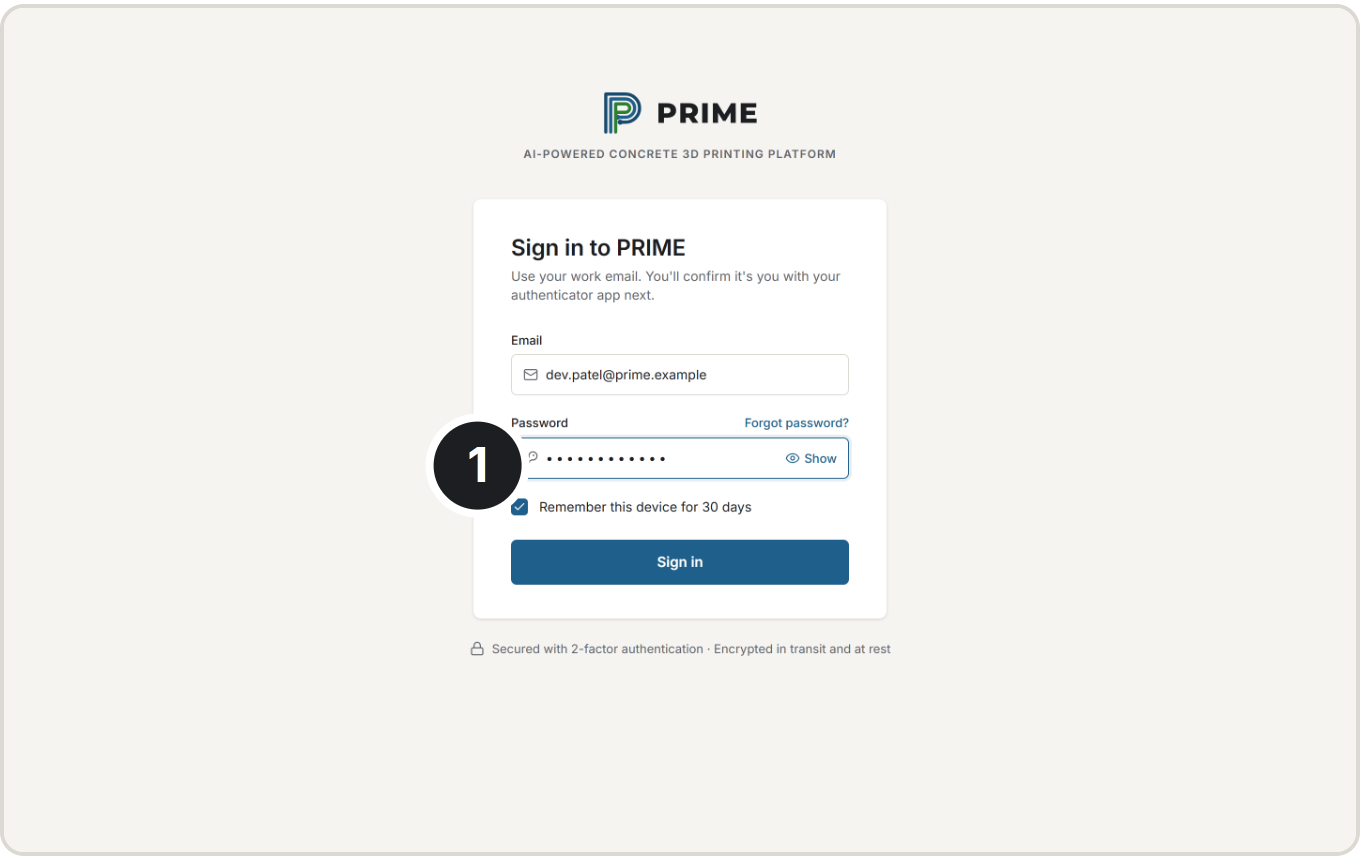 PRIME
AI-POWERED CONCRETE 3D PRINTING PLATFORM
Sign in to PRIME
Use your work email. You'll confirm it's you with your
authenticator app next.
Email
dev.patel@prime.example
Password Forgot password?
1
•••••••••••• Show
Remember this device for 30 days
Sign in
Secured with 2-factor authentication · Encrypted in transit and at rest